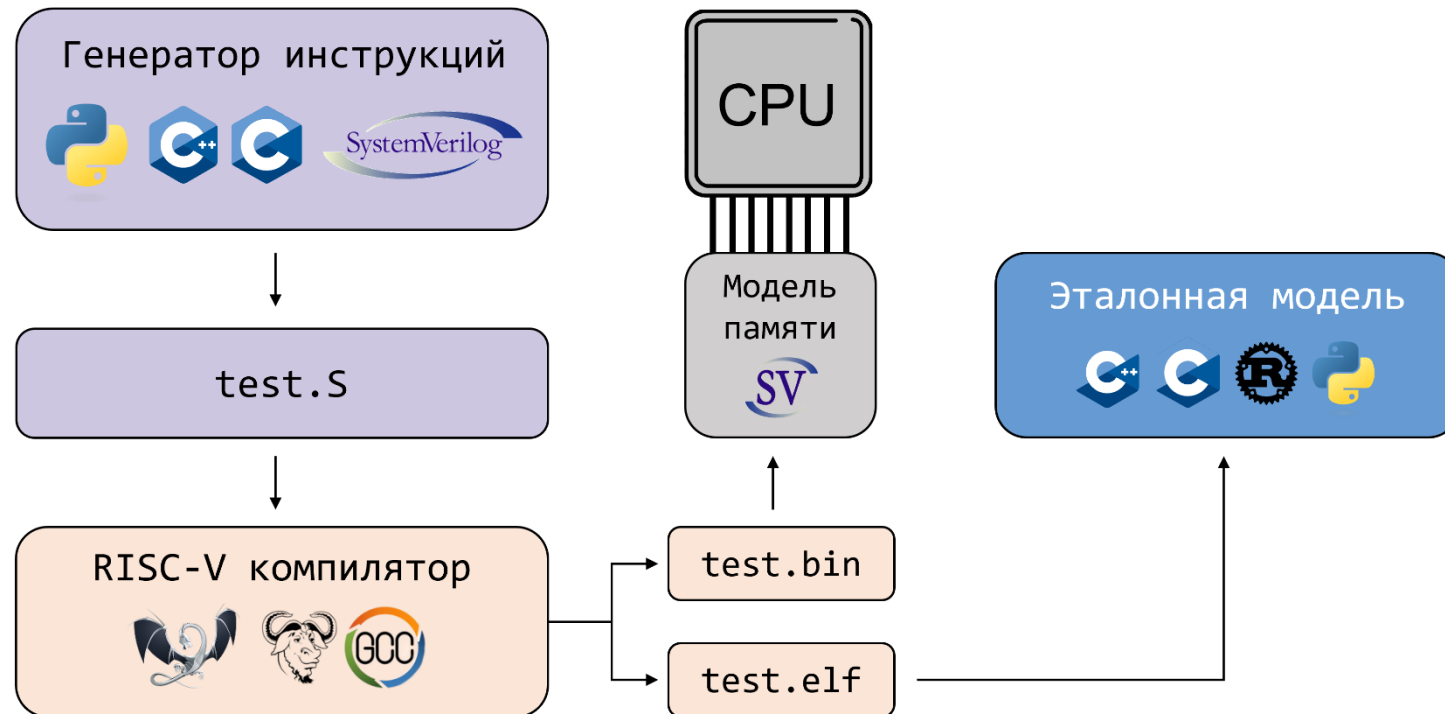 Генератор инструкций
C++
C
SystemVerilog
test.S
RISC-V компилятор
GCC
CPU
Модель
памяти
SV
test.bin
test.elf
Эталонная модель
C++
C
R